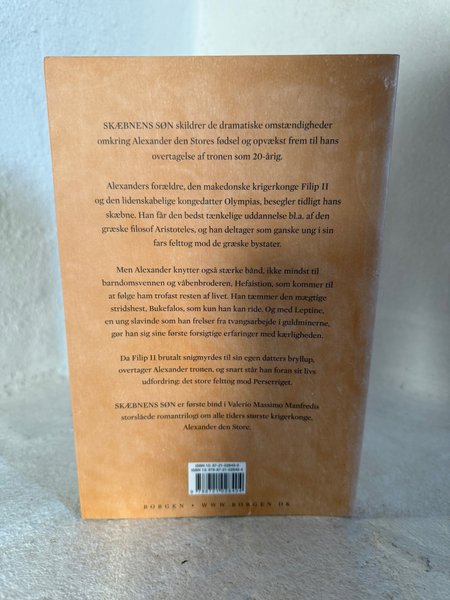 SKÆBNENS SØN skildrer de dramatiske omstændigheder
omkring Alexander den Stores fødsel og opvækst frem til hans
overtagelse af tronen som 20-årig.
Alexanders forældre, den makedonske krigerkonge Filip II
og den lidenskabelige kongedatter Olympias, besegler tidligt hans
skæbne. Han får den bedst tænkelige uddannelse bl.a. af den
græske filosof Aristoteles, og han deltager som ganske ung i sin
fars felttog mod de græske bystater.
Men Alexander knytter også stærke bånd, ikke mindst til
barndomsvennen og våbenbroderen, Hefaistion, som kommer til
at følge ham trofast resten af livet. Han tæmmer den mægtige
stridshest, Bukefalos, som kun han kan ride. Og med Leptine,
en ung slavinde som han frelser fra tvangsarbejde i guldminerne,
gør han sig sine første forsigtige erfaringer med kærligheden.
Da Filip II brutalt snigmyrdes til sin egen datters bryllup,
overtager Alexander tronen, og snart står han foran sit livs
udfordring: det store felttog mod Perserriget.
SKÆBNENS SØN er første bind i Valerio Massimo Manfredis
storslåede romantrilogi om alle tiders største krigerkonge,
Alexander den Store.
BORGEN • WWW.BORGEN.DK